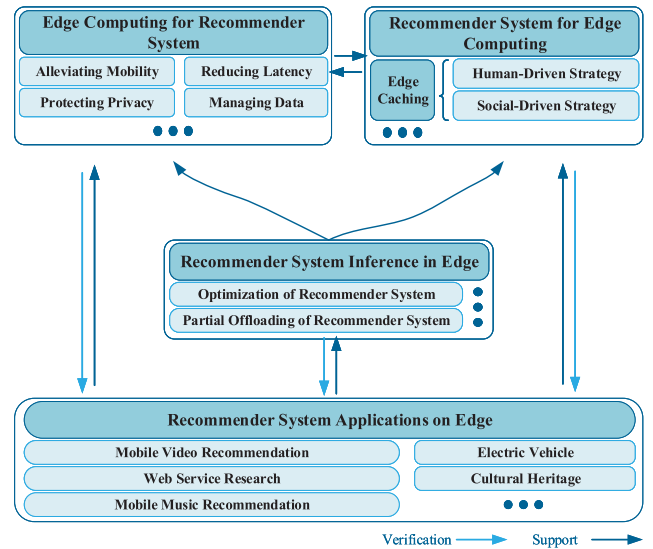 Edge Computing for Recommender
System
Alleviating Mobility
Reducing Latency
Protecting Privacy
Managing Data
Recommender System for Edge
Computing
Edge
Caching
Human-Driven Strategy
Social-Driven Strategy
Recommender System Inference in Edge
Optimization of Recommender System
Partial Offloading of Recommender System
Recommender System Applications on Edge
Mobile Video Recommendation
Electric Vehicle
Web Service Research
Cultural Heritage
Mobile Music Recommendation
Verification
Support